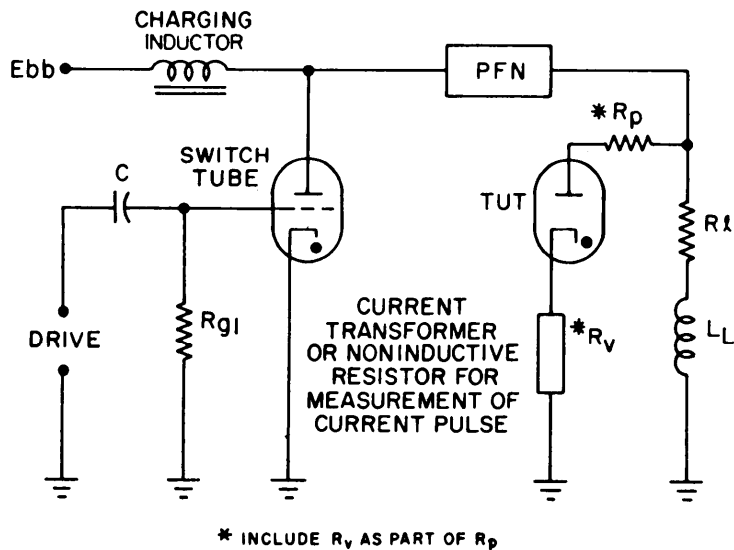 CHARGING
INDUCTOR
Ebb
PFN
* Rp
SWITCH
TUBE
TUT
C
Rℓ
DRIVE
Rg1
CURRENT
TRANSFORMER
OR NONINDUCTIVE
RESISTOR FOR
MEASUREMENT OF
CURRENT PULSE
*Rv
LL
* INCLUDE Rv AS PART OF Rp